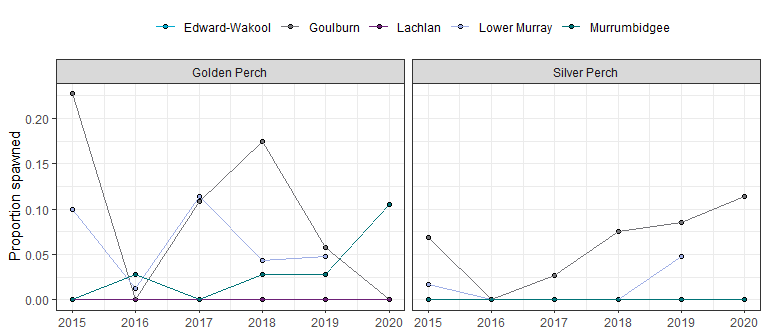 Edward-Wakool Goulburn Lachlan Lower Murray Murrumbidgee
Golden Perch Silver Perch
Proportion spawned
0.20
0.15
0.10
0.05
0.00
2015 2016 2017 2018 2019 2020 2015 2016 2017 2018 2019 2020